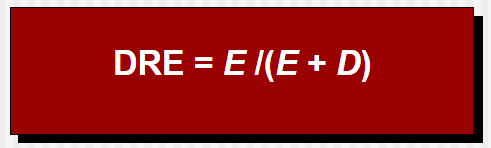 DRE = E /(E + D)